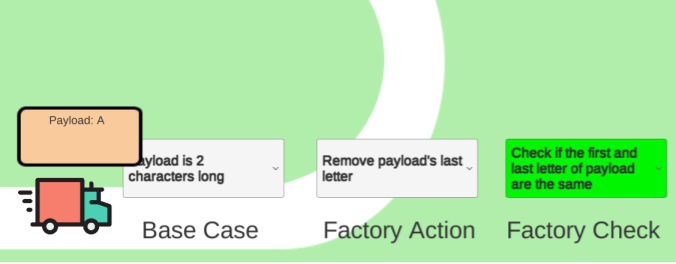 Payload: A
ayload is 2
characters long
Remove payload's last
letter
Check if the first and
last letter of payload
are the same
Base Case
Factory Action
Factory Check